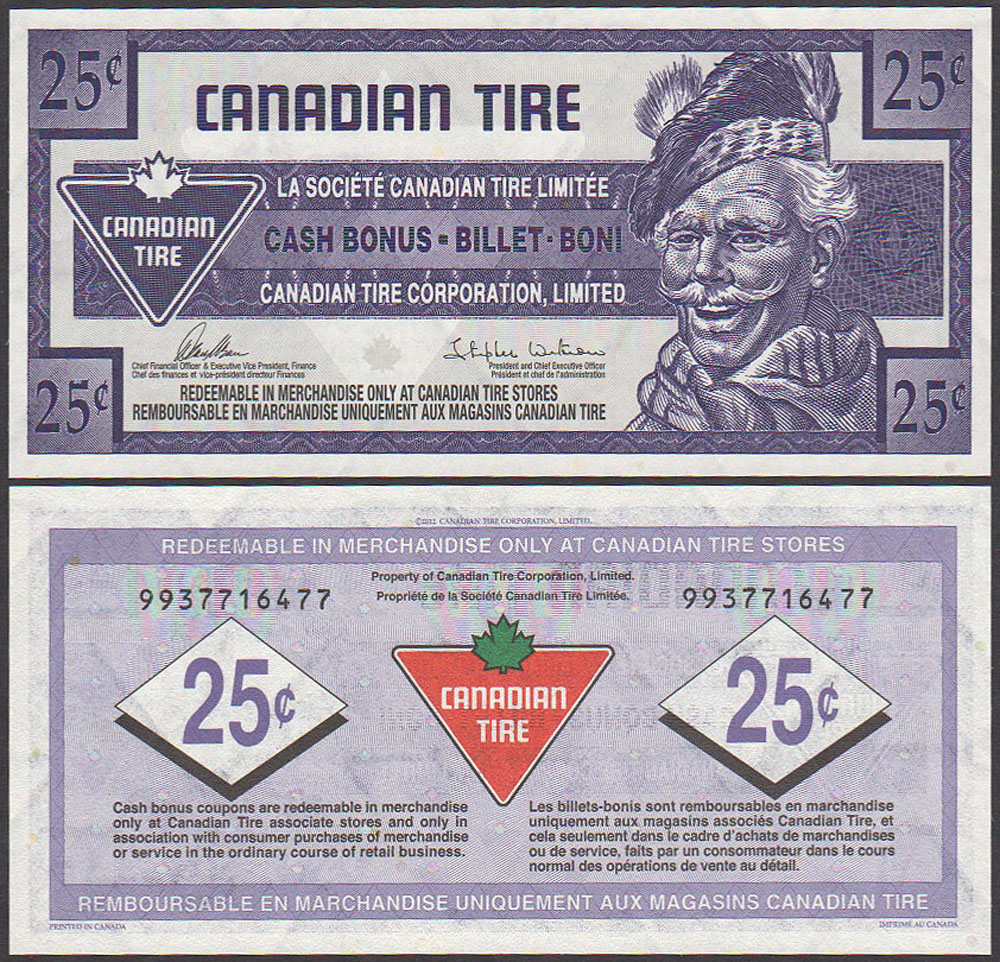 25¢
25¢
CANADIAN TIRE
LA SOCIÉTÉ CANADIAN TIRE LIMITÉE
CANADIAN
TIRE
CASH BONUS - BILLET - BONI
CANADIAN TIRE CORPORATION, LIMITED
Chief Financial Officer & Executive Vice President, Finance
Chef des finances et vice-président directeur Finances
President and Chief Executive Officer
Président et chef de l'administration
REDEEMABLE IN MERCHANDISE ONLY AT CANADIAN TIRE STORES
REMBOURSABLE EN MARCHANDISE UNIQUEMENT AUX MAGASINS CANADIAN TIRE
25¢
25¢
©2012 CANADIAN TIRE CORPORATION, LIMITED.
REDEEMABLE IN MERCHANDISE ONLY AT CANADIAN TIRE STORES
Property of Canadian Tire Corporation, Limited.
Propriété de la Société Canadian Tire Limitée.
9937716477
9937716477
25¢
CANADIAN
TIRE
25¢
Cash bonus coupons are redeemable in merchandise
only at Canadian Tire associate stores and only in
association with consumer purchases of merchandise
or service in the ordinary course of retail business.
Les billets-bonis sont remboursables en marchandise
uniquement aux magasins associés Canadian Tire, et
cela seulement dans le cadre d'achats de marchandises
ou de service, faits par un consommateur dans le cours
normal des opérations de vente au détail.
REMBOURSABLE EN MARCHANDISE UNIQUEMENT AUX MAGASINS CANADIAN TIRE
PRINTED IN CANADA
IMPRIMÉ AU CANADA